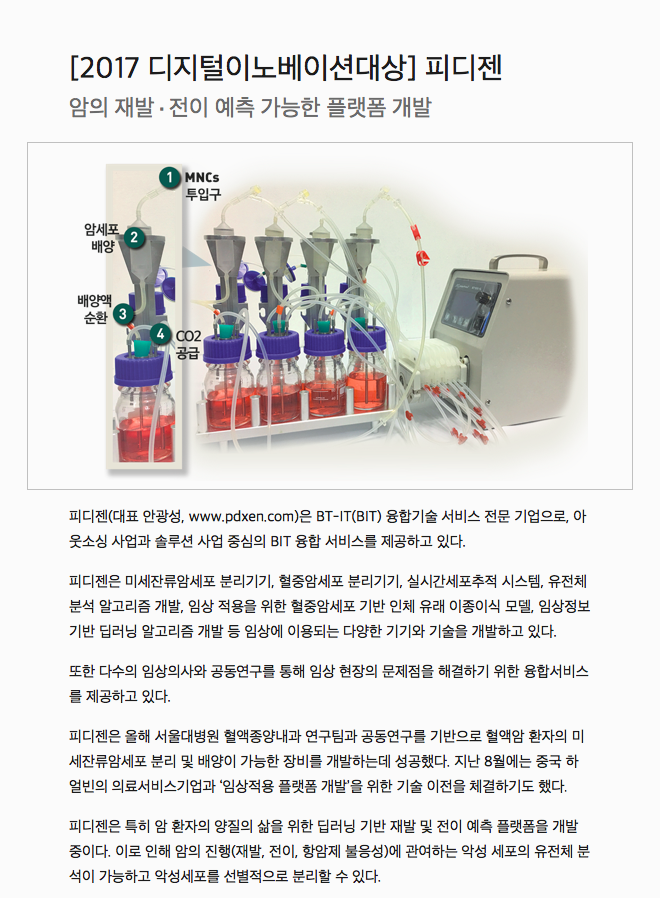 [2017 디지털이노베이션대상] 피디젠
암의 재발 · 전이 예측 가능한 플랫폼 개발
1 MNCs
투입구
암세포
배양 2
배양액
순환 3
4 CO2
공급
피디젠(대표 안광성, www.pdxen.com)은 BT-IT(BIT) 융합기술 서비스 전문 기업으로, 아
웃소싱 사업과 솔루션 사업 중심의 BIT 융합 서비스를 제공하고 있다.
피디젠은 미세잔류암세포 분리기기, 혈중암세포 분리기기, 실시간세포추적 시스템, 유전체
분석 알고리즘 개발, 임상 적용을 위한 혈중암세포 기반 인체 유래 이종이식 모델, 임상정보
기반 딥러닝 알고리즘 개발 등 임상에 이용되는 다양한 기기와 기술을 개발하고 있다.
또한 다수의 임상의사와 공동연구를 통해 임상 현장의 문제점을 해결하기 위한 융합서비스
를 제공하고 있다.
피디젠은 올해 서울대병원 혈액종양내과 연구팀과 공동연구를 기반으로 혈액암 환자의 미
세잔류암세포 분리 및 배양이 가능한 장비를 개발하는데 성공했다. 지난 8월에는 중국 하
얼빈의 의료서비스기업과 ‘임상적용 플랫폼 개발’을 위한 기술 이전을 체결하기도 했다.
피디젠은 특히 암 환자의 양질의 삶을 위한 딥러닝 기반 재발 및 전이 예측 플랫폼을 개발
중이다. 이로 인해 암의 진행(재발, 전이, 항암제 불응성)에 관여하는 악성 세포의 유전체 분
석이 가능하고 악성세포를 선별적으로 분리할 수 있다.